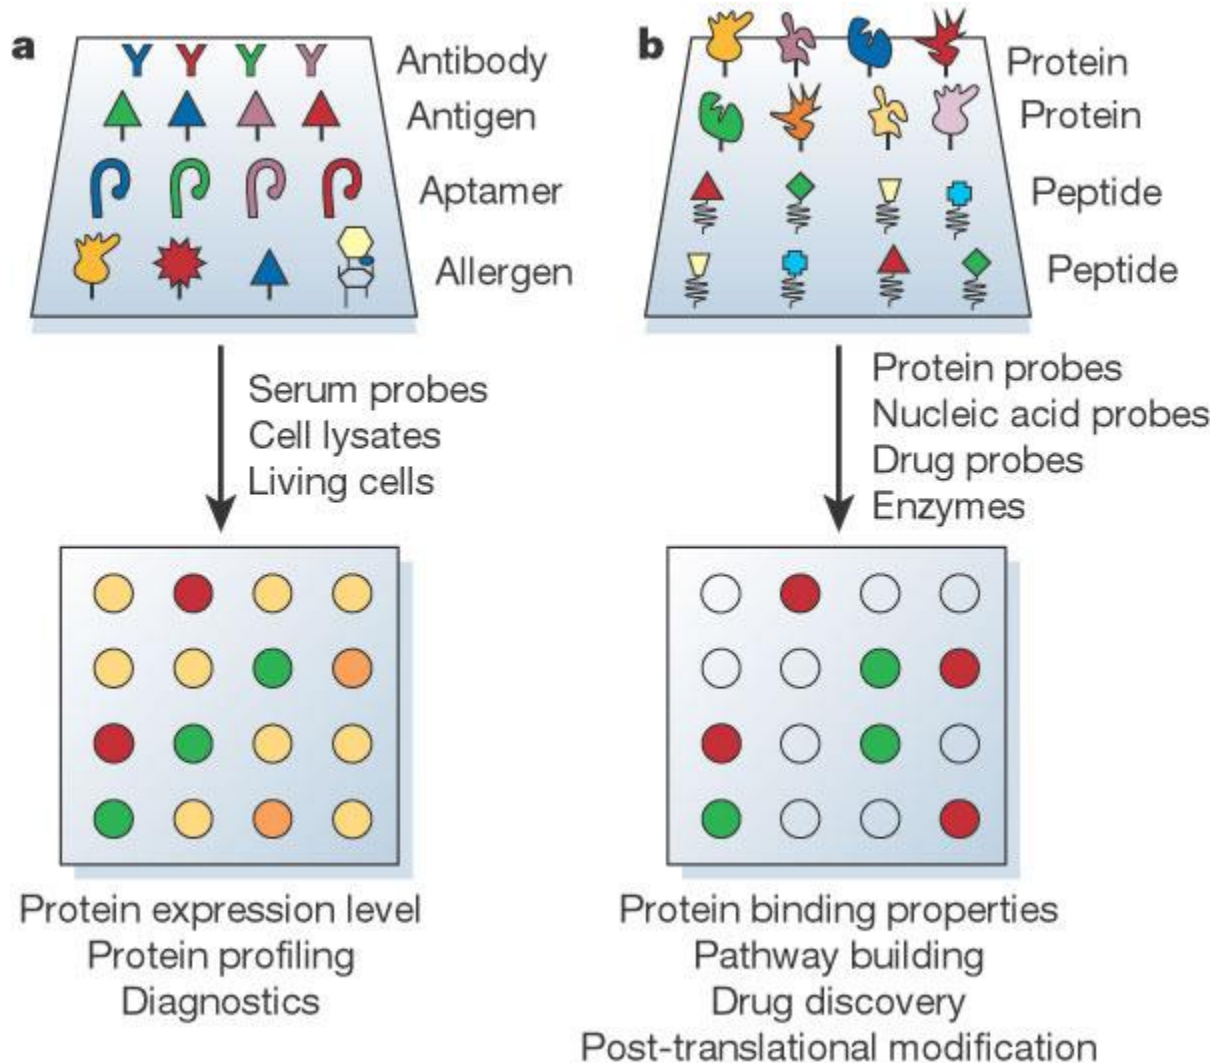 a
Antibody
Antigen
Aptamer
Allergen
Serum probes
Cell lysates
Living cells
Protein expression level
Protein profiling
Diagnostics
b
Protein
Protein
Peptide
Peptide
Protein probes
Nucleic acid probes
Drug probes
Enzymes
Protein binding properties
Pathway building
Drug discovery
Post-translational modification